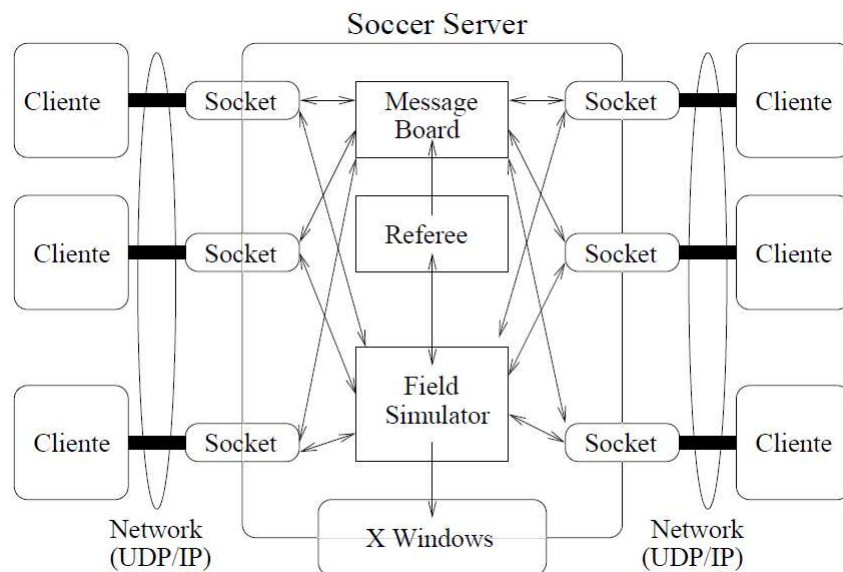 Soccer Server
Cliente
Socket
Message
Board
Socket
Cliente
Cliente
Socket
Referee
Socket
Cliente
Cliente
Socket
Field
Simulator
Socket
Cliente
Network
(UDP/IP)
X Windows
Network
(UDP/IP)